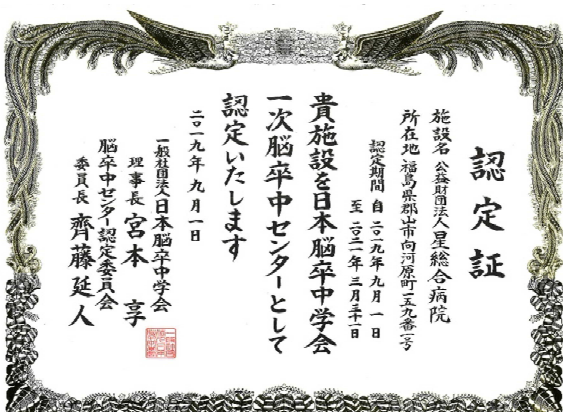 認定証
施設名 公益財団法人星総合病院
所在地 福島県郡山市向河原町一五九番一号
認定期間 自 二〇一九年九月一日
至 二〇二一年三月三十一日
貴施設を日本脳卒中学会
一次脳卒中センターとして
認定いたします
二〇一九年九月一日
一般社団法人日本脳卒中学会
理事長 宮本 享
脳卒中センター認定委員会
委員長 齊藤延人